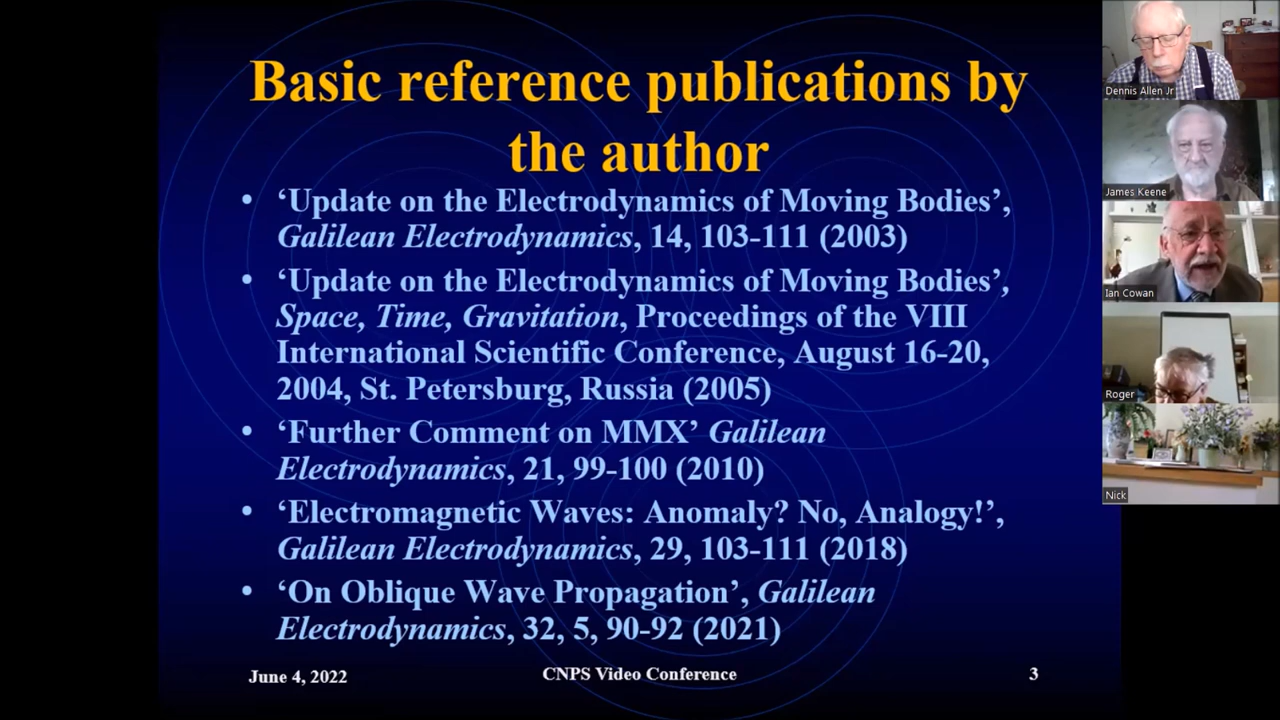 Basic reference publications by
the author
• ‘Update on the Electrodynamics of Moving Bodies’,
Galilean Electrodynamics, 14, 103-111 (2003)
• ‘Update on the Electrodynamics of Moving Bodies’,
Space, Time, Gravitation, Proceedings of the VIII
International Scientific Conference, August 16-20,
2004, St. Petersburg, Russia (2005)
• ‘Further Comment on MMX’ Galilean
Electrodynamics, 21, 99-100 (2010)
• ‘Electromagnetic Waves: Anomaly? No, Analogy!’,
Galilean Electrodynamics, 29, 103-111 (2018)
• ‘On Oblique Wave Propagation’, Galilean
Electrodynamics, 32, 5, 90-92 (2021)
June 4, 2022
CNPS Video Conference
3
Dennis Allen Jr
James Keene
Ian Cowan
Roger
Nick